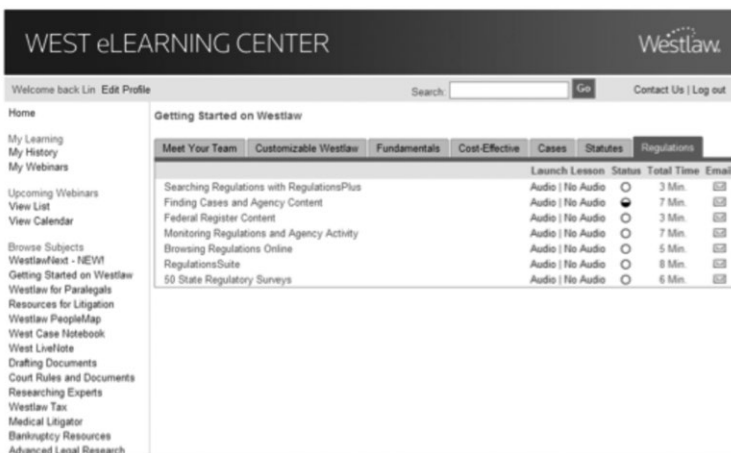 WEST eLEARNING CENTER
Westlaw.
Welcome back Lin Edit Profile
Search:
Go
Contact Us | Log out
Home
My Learning
My History
My Webinars
Upcoming Webinars
View List
View Calendar
Browse Subjects
WestlawNext - NEW!
Getting Started on Westlaw
Westlaw for Paralegals
Resources for Litigation
Westlaw PeopleMap
West Case Notebook
West LiveNote
Drafting Documents
Court Rules and Documents
Researching Experts
Westlaw Tax
Medical Litigator
Bankruptcy Resources
Advanced Legal Research
Getting Started on Westlaw
Meet Your Team Customizable Westlaw Fundamentals Cost-Effective Cases Statutes Regulations
Launch Lesson Status Total Time Email
Searching Regulations with RegulationsPlus Audio | No Audio 3 Min.
Finding Cases and Agency Content Audio | No Audio 7 Min.
Federal Register Content Audio | No Audio 3 Min.
Monitoring Regulations and Agency Activity Audio | No Audio 7 Min.
Browsing Regulations Online Audio | No Audio 5 Min.
RegulationsSuite Audio | No Audio 8 Min.
50 State Regulatory Surveys Audio | No Audio 6 Min.